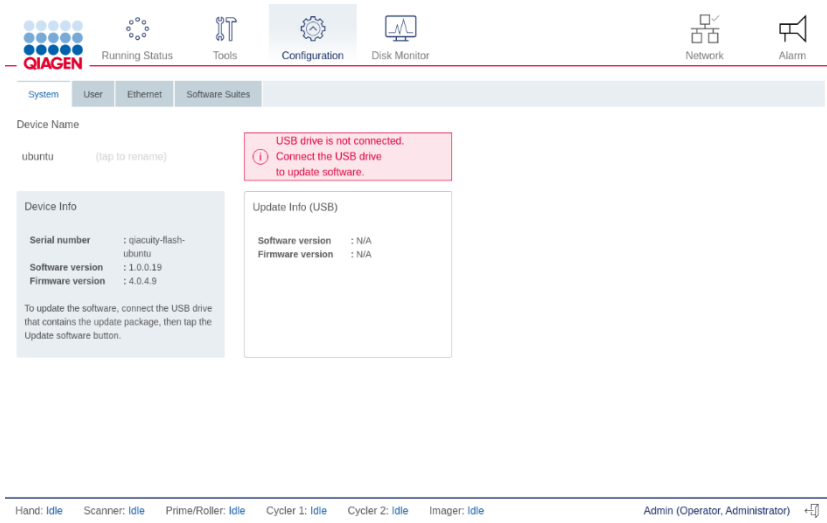 QIAGEN
Running Status
Tools
Configuration
Disk Monitor
Network
Alarm
System
User
Ethernet
Software Suites
Device Name
ubuntu
(tap to rename)
USB drive is not connected.
Connect the USB drive
to update software.
Device Info
Serial number : qiacuity-flash-
ubuntu
Software version : 1.0.0.19
Firmware version : 4.0.4.9
To update the software, connect the USB drive
that contains the update package, then tap the
Update software button.
Update Info (USB)
Software version : N/A
Firmware version : N/A
Hand: Idle
Scanner: Idle
Prime/Roller: Idle
Cycler 1: Idle
Cycler 2: Idle
Imager: Idle
Admin (Operator, Administrator)